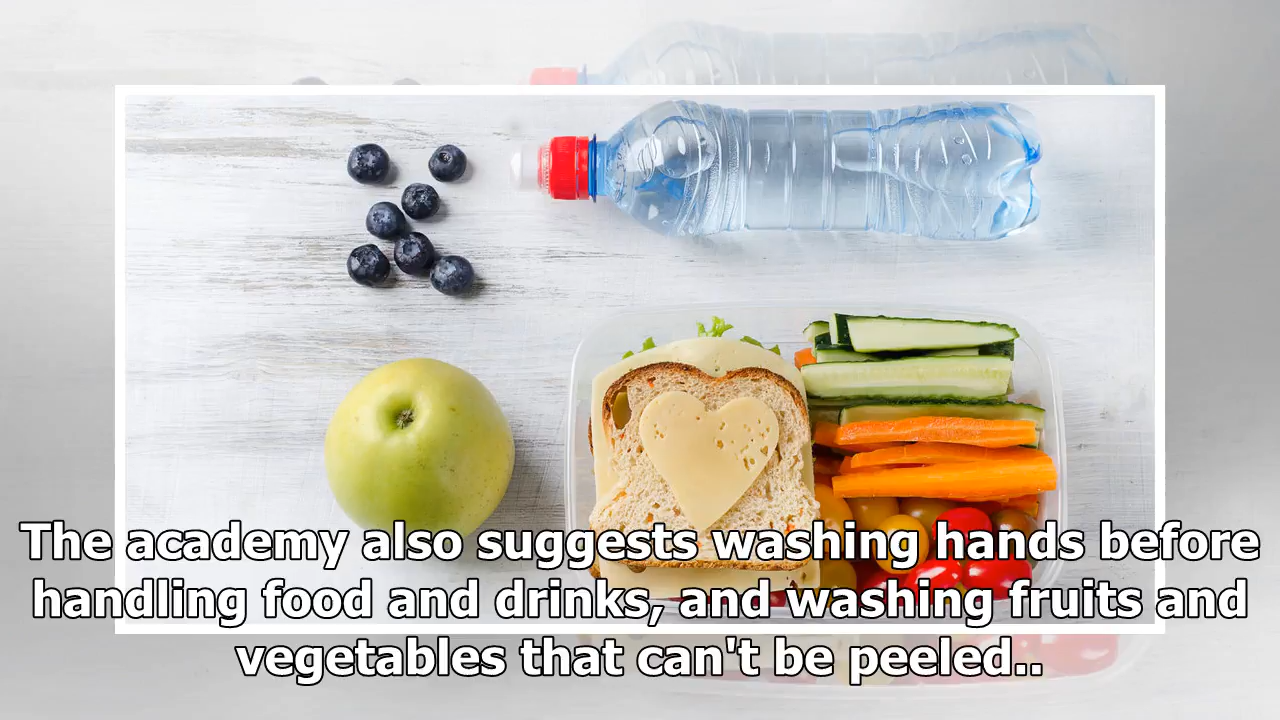 The academy also suggests washing hands before
handling food and drinks, and washing fruits and
vegetables that can't be peeled..